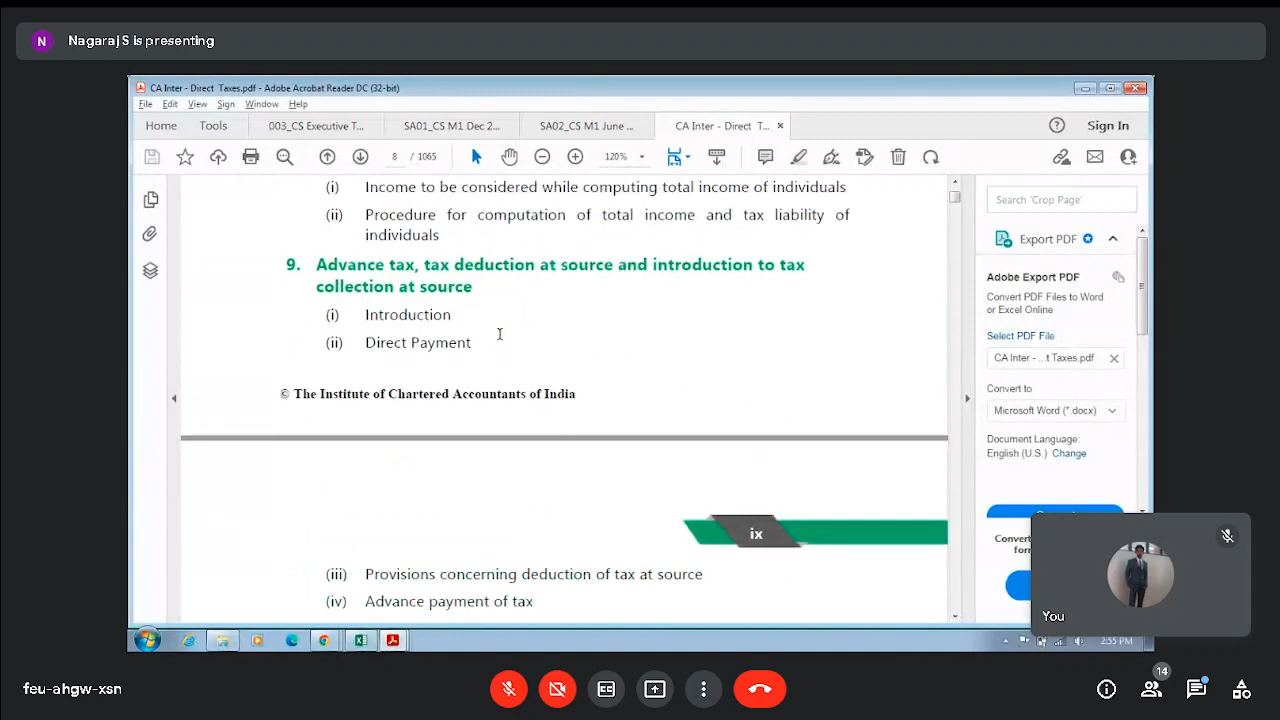 N
Nagaraj S is presenting
CA Inter - Direct Taxes.pdf - Adobe Acrobat Reader DC (32-bit)
File Edit View Sign Window Help
Home Tools 003_CS Executive T... SA01_CS M1 Dec 2... SA02_CS M1 June ... CA Inter - Direct T... × Sign In
8 / 1065 120%
(i) Income to be considered while computing total income of individuals
(ii) Procedure for computation of total income and tax liability of
individuals
9. Advance tax, tax deduction at source and introduction to tax
collection at source
(i) Introduction
(ii) Direct Payment
© The Institute of Chartered Accountants of India
ix
(iii) Provisions concerning deduction of tax at source
(iv) Advance payment of tax
Search 'Crop Page'
Export PDF
Adobe Export PDF
Convert PDF Files to Word
or Excel Online
Select PDF File
CA Inter - ...t Taxes.pdf
Convert to
Microsoft Word (*.docx)
Document Language:
English (U.S.) Change
You
2:55 PM
feu-ahgw-xsn
CC
14